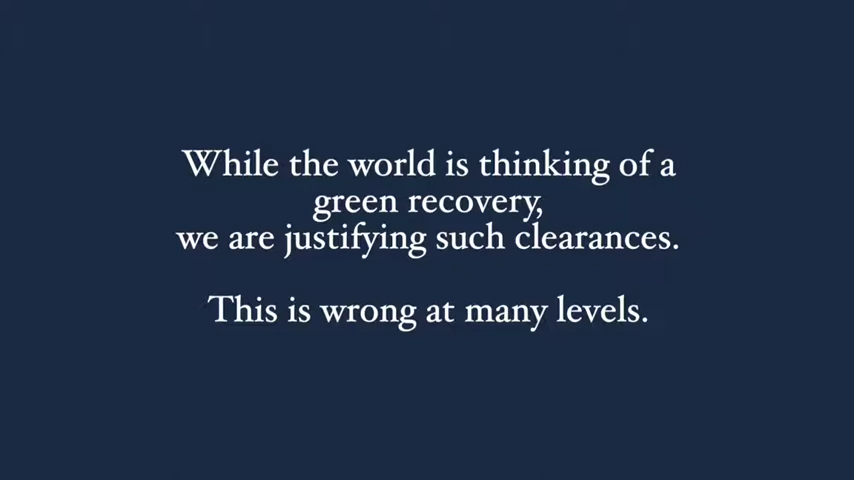 While the world is thinking of a
green recovery,
we are justifying such clearances.
This is wrong at many levels.